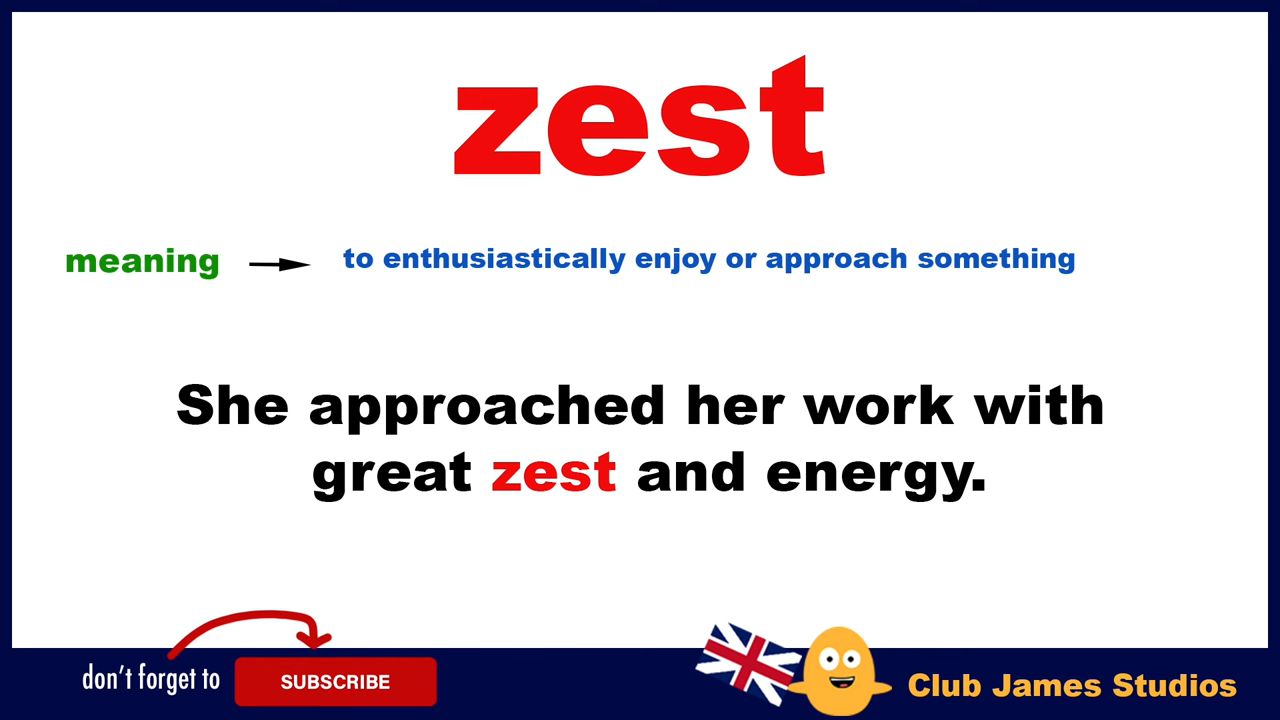 zest
meaning
to enthusiastically enjoy or approach something
She approached her work with
great zest and energy.
don't forget to
SUBSCRIBE
Club James Studios